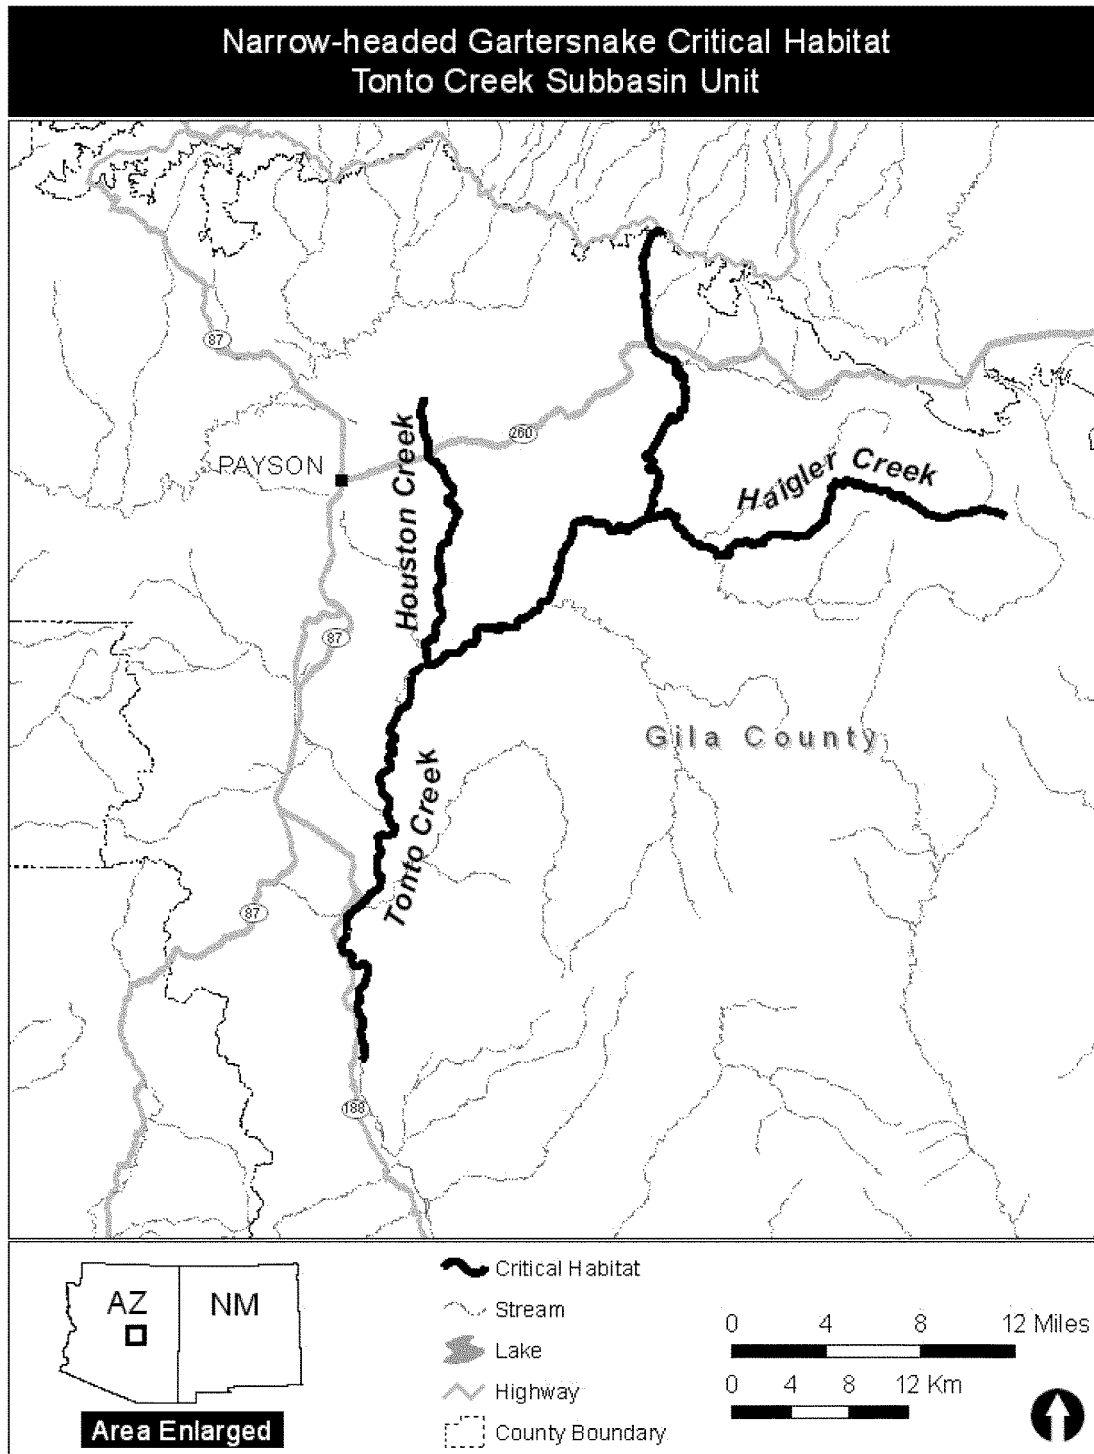 Narrow-headed Gartersnake Critical Habitat
Tonto Creek Subbasin Unit
87
260
PAYSON
Houston Creek
Haigler Creek
87
Gila County
Tonto Creek
87
188
AZ
NM
Area Enlarged
Critical Habitat
Stream
Lake
Highway
County Boundary
0 4 8 12 Miles
0 4 8 12 Km